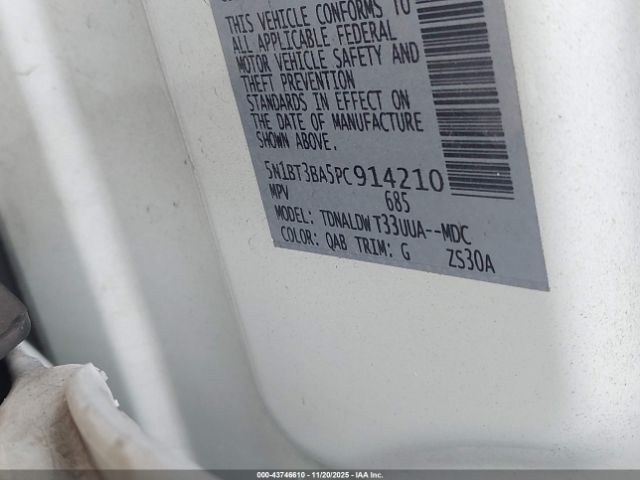 THIS VEHICLE CONFORMS TO
ALL APPLICABLE FEDERAL
MOTOR VEHICLE SAFETY AND
THEFT PREVENTION
STANDARDS IN EFFECT ON
THE DATE OF MANUFACTURE
SHOWN ABOVE.
5N1BT3BA5PC914210
MPV 685
MODEL: TDNALDWT33UUA--MDC
COLOR: QAB TRIM: G ZS30A
000-43746610 - 11/20/2025 - IAA Inc.